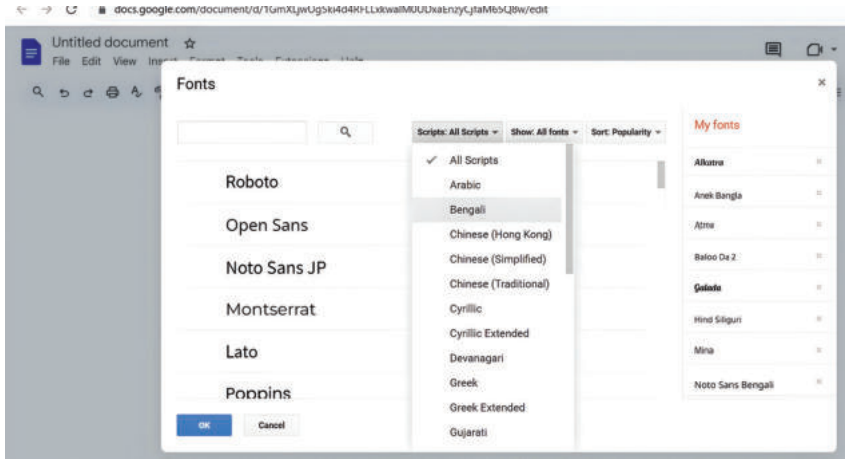 docs.google.com/document/d/
Untitled document
File Edit View
Fonts
Scripts: All Scripts Show: All fonts Sort: Popularity
All Scripts
Arabic
Bengali
Chinese (Hong Kong)
Chinese (Simplified)
Chinese (Traditional)
Cyrillic
Cyrillic Extended
Devanagari
Greek
Greek Extended
Gujarati
Roboto
Open Sans
Noto Sans JP
Montserrat
Lato
Poppins
OK Cancel
My fonts
Alkatra
Anek Bangla
Atma
Baloo Da 2
Galada
Hind Siliguri
Mina
Noto Sans Bengali